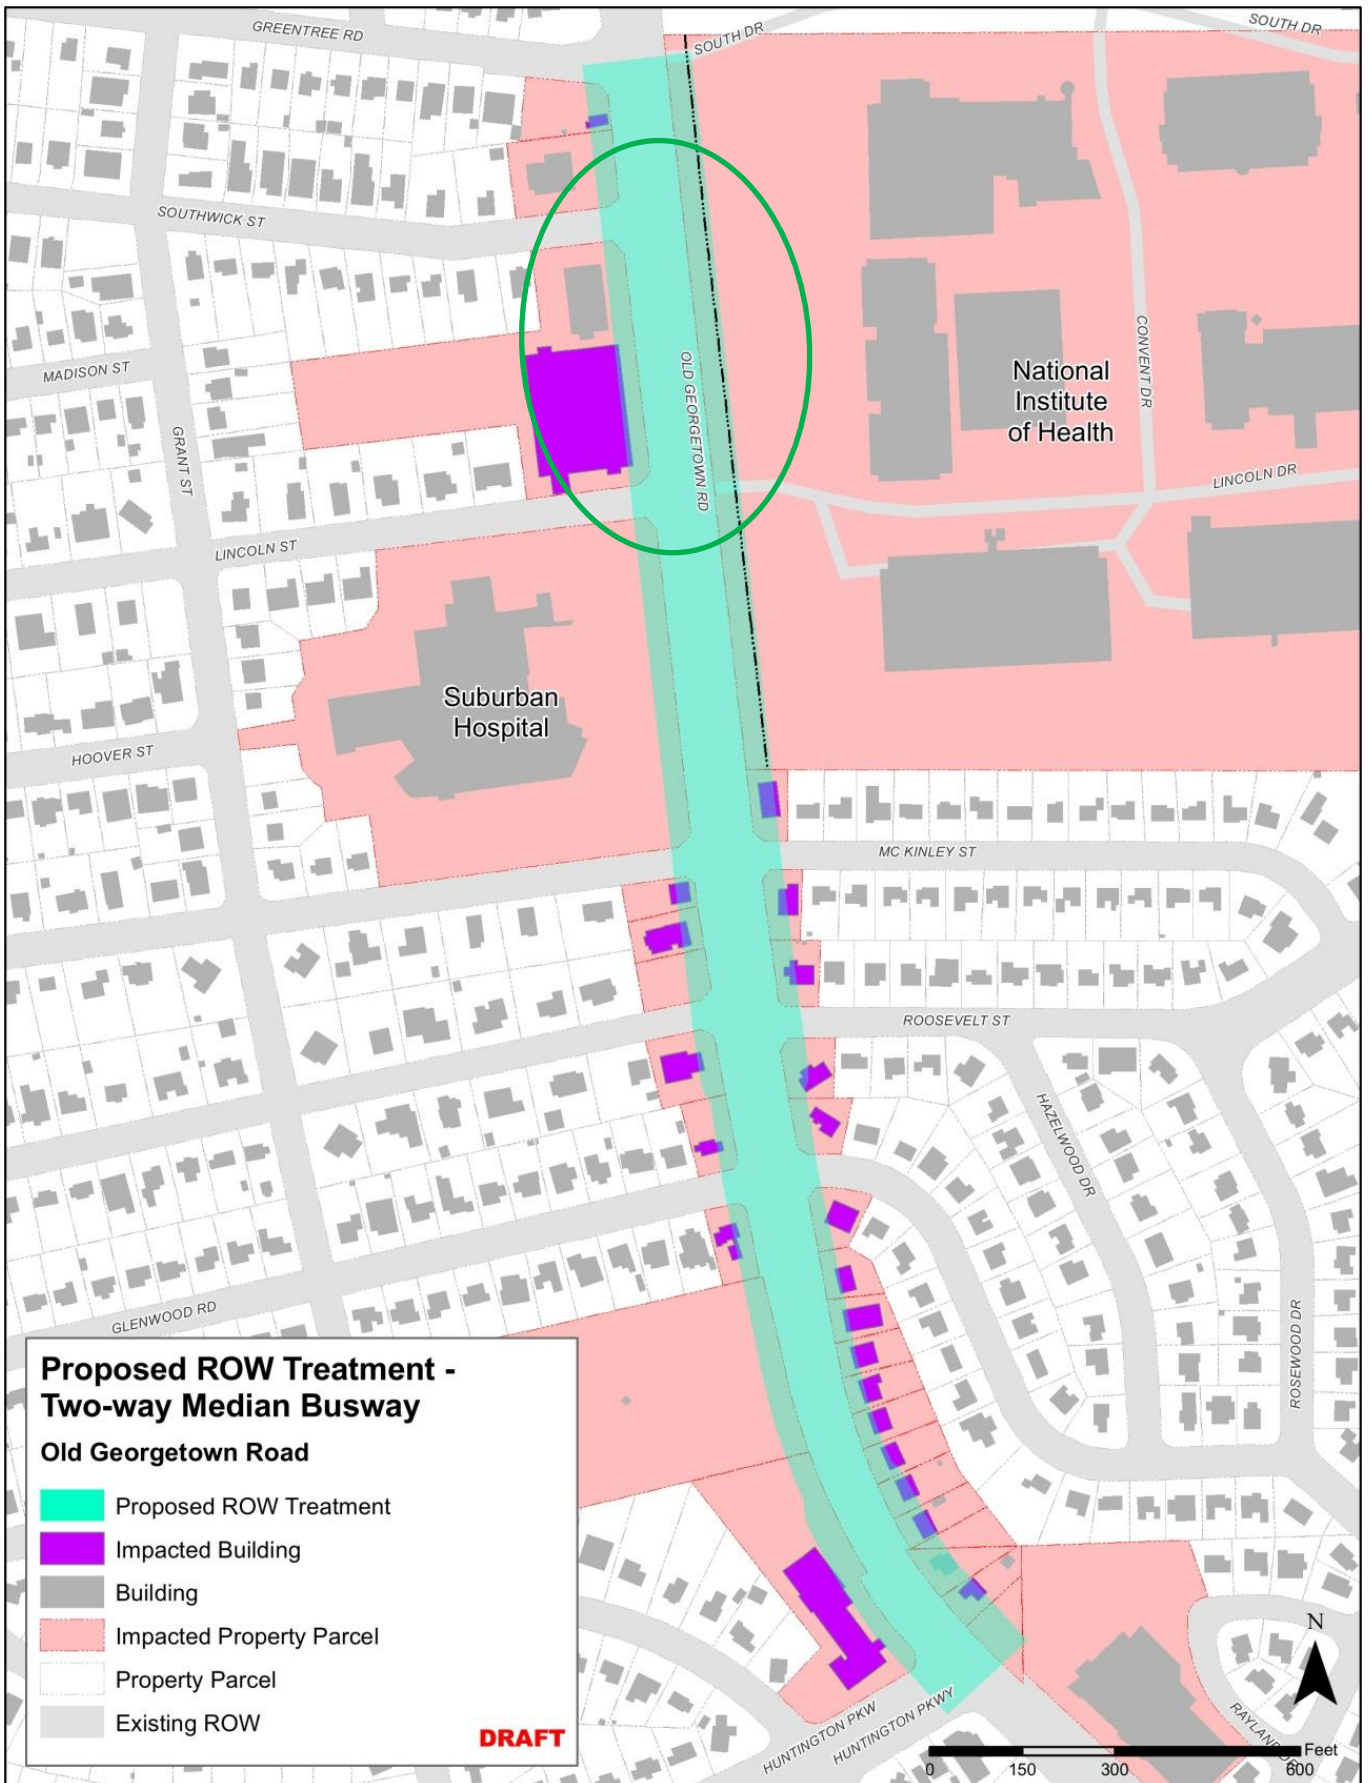 GREENTREE RD
SOUTH DR
SOUTH DR
SOUTHWICK ST
MADISON ST
GRANT ST
OLD GEORGETOWN RD
CONVENT DR
National
Institute
of Health
LINCOLN DR
LINCOLN ST
Suburban
Hospital
HOOVER ST
MC KINLEY ST
ROOSEVELT ST
HAZELWOOD DR
ROSEWOOD DR
GLENWOOD RD
Proposed ROW Treatment -
Two-way Median Busway
Old Georgetown Road
Proposed ROW Treatment
Impacted Building
Building
Impacted Property Parcel
Property Parcel
Existing ROW
DRAFT
HUNTINGTON PKW
HUNTINGTON PKWY
N
Feet
0 150 300 600